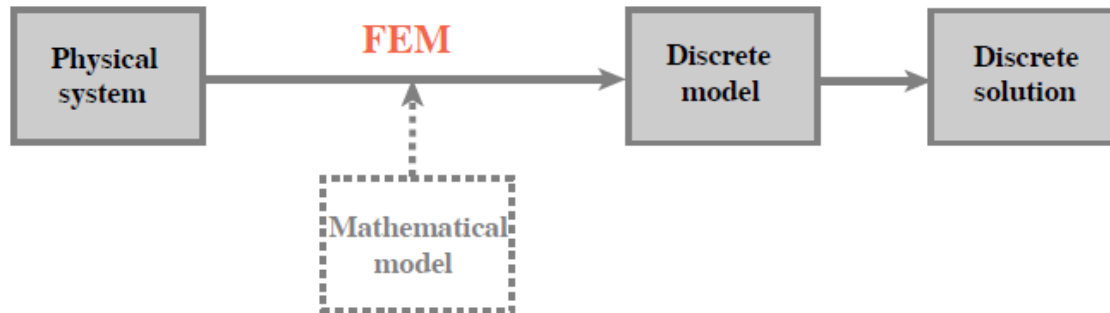 FEM
Physical
system
Discrete
model
Discrete
solution
Mathematical
model